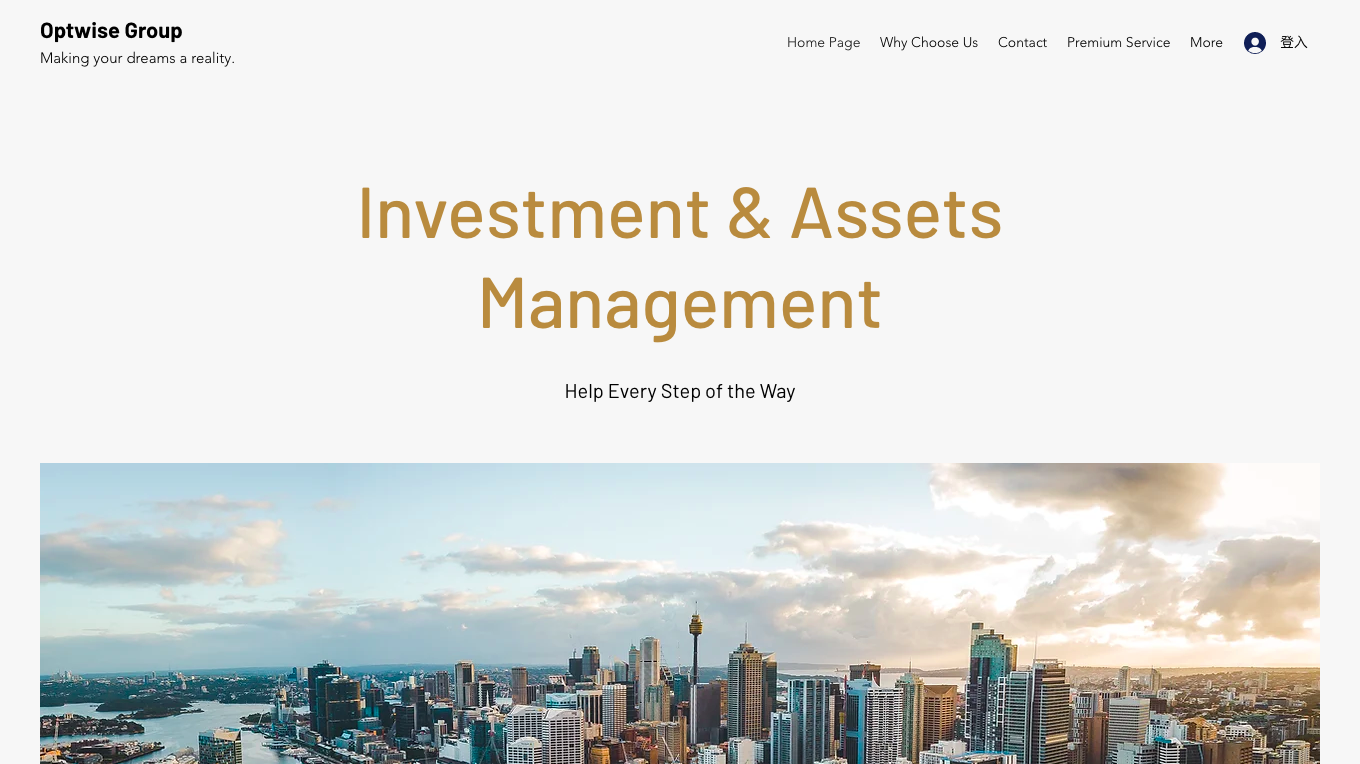 Optwise Group
Making your dreams a reality.
Home Page
Why Choose Us
Contact
Premium Service
More
登入
Investment & Assets
Management
Help Every Step of the Way